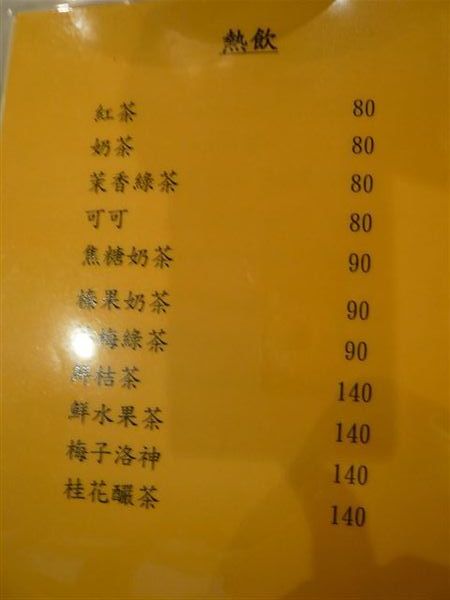 熱飲
紅茶 80
奶茶 80
茉香綠茶 80
可可 80
焦糖奶茶 90
榛果奶茶 90
梅綠茶 90
鮮桔茶 140
鮮水果茶 140
梅子洛神 140
桂花釀茶 140